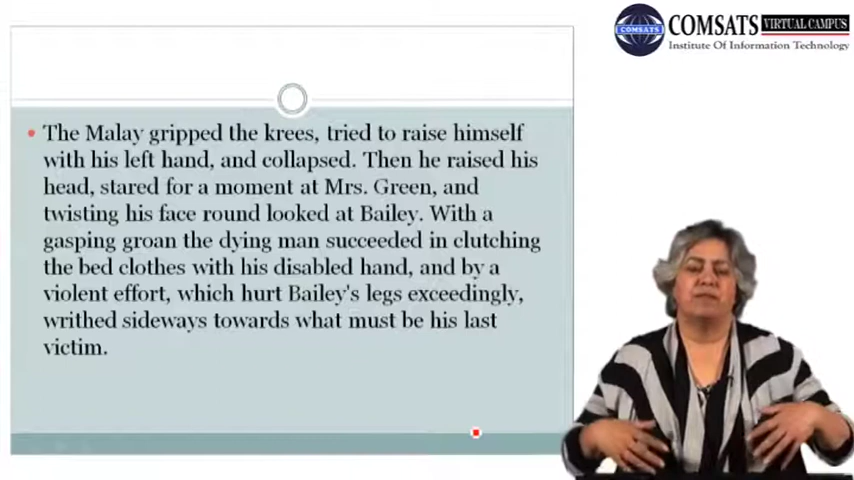 COMSATS
COMSATS VIRTUAL CAMPUS
Institute Of Information Technology
The Malay gripped the krees, tried to raise himself
with his left hand, and collapsed. Then he raised his
head, stared for a moment at Mrs. Green, and
twisting his face round looked at Bailey. With a
gasping groan the dying man succeeded in clutching
the bed clothes with his disabled hand, and by a
violent effort, which hurt Bailey's legs exceedingly,
writhed sideways towards what must be his last
victim.